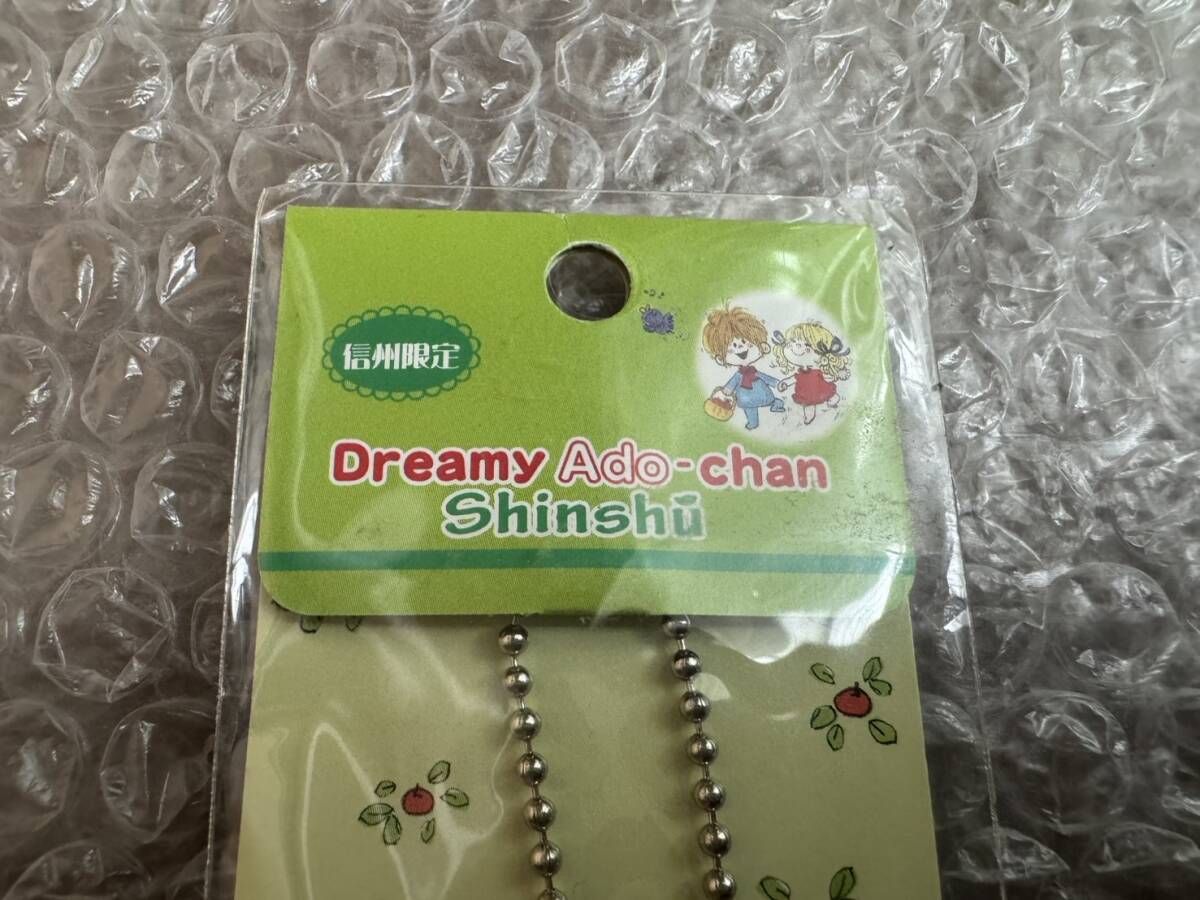 信州限定
Dreamy Ado-chan
Shinshū